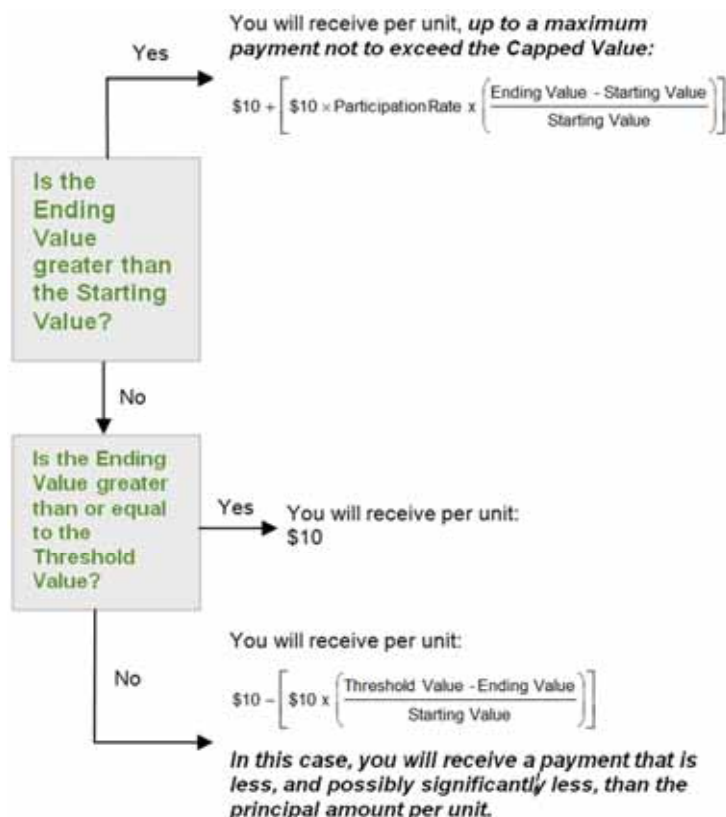 You will receive per unit, up to a maximum
payment not to exceed the Capped Value:
Yes
$10 + [ $10 × Participation Rate x ( Ending Value - Starting Value
Starting Value ) ]
Is the
Ending
Value
greater than
the Starting
Value?
No
Is the Ending
Value greater
than or equal
to the
Threshold
Value?
Yes
You will receive per unit:
$10
No
You will receive per unit:
$10 – [ $10 x ( Threshold Value - Ending Value
Starting Value ) ]
In this case, you will receive a payment that is
less, and possibly significantly less, than the
principal amount per unit.